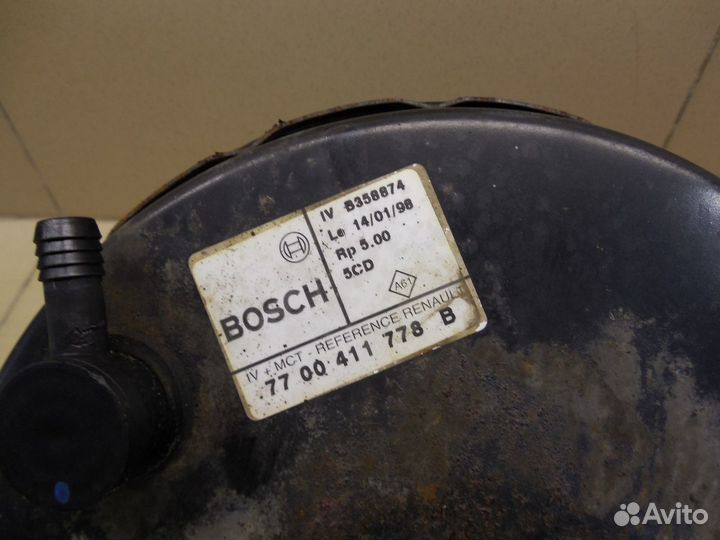 IV B358874
Le 14/01/98
Rp 5.00
5CD
BOSCH
A61
IV + MCT - REFERENCE RENAULT
77 00 411 778 B
Avito